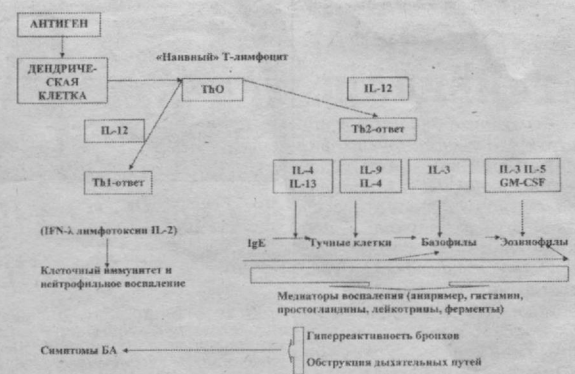 АНТИГЕН
«Наивный» Т-лимфоцит
ДЕНДРИЧЕ-
СКАЯ
КЛЕТКА
ThO
IL-12
IL-12
Th2-ответ
Th1-ответ
IL-4
IL-13
IL-9
IL-4
IL-3
IL-3 IL-5
GM-CSF
(IFN-λ лимфотоксин IL-2)
IgE
Тучные клетки
Базофилы
Эозинофилы
Клеточный иммунитет и
нейтрофильное воспаление
Медиаторы воспаления (например, гистамин,
простогландины, лейкотрины, ферменты)
Гиперреактивность бронхов
Симптомы БА
Обструкция дыхательных путей